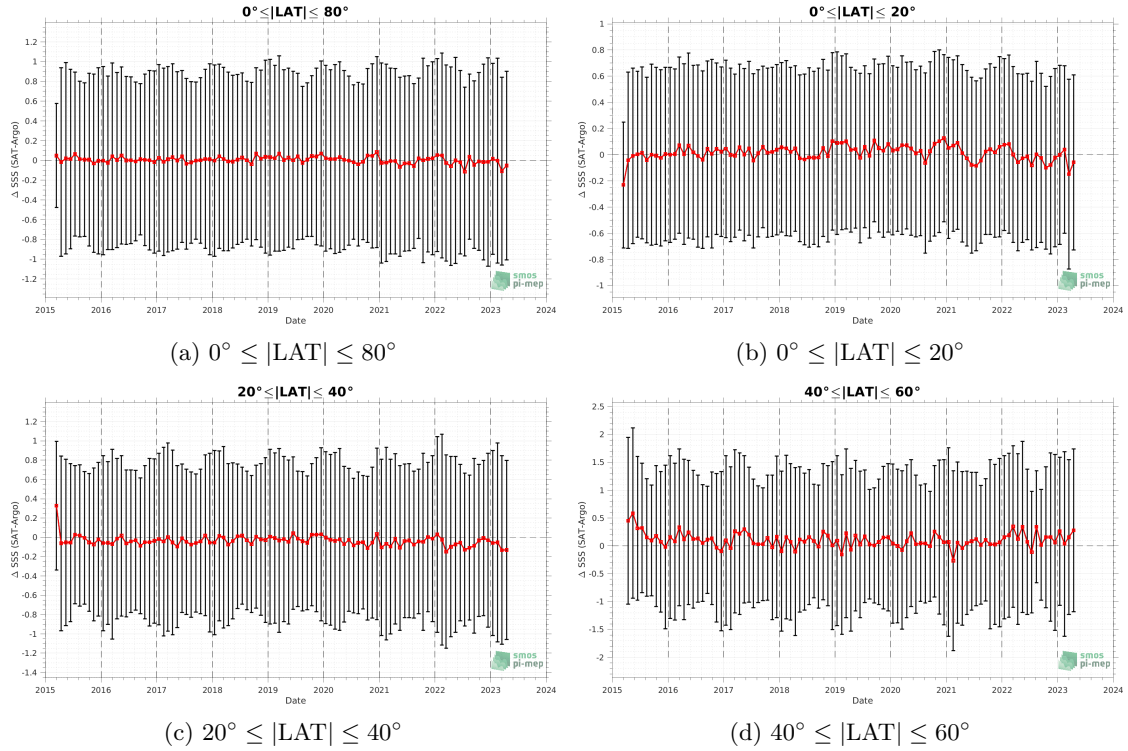 0°≤|LAT|≤ 80°
Δ SSS (SAT-Argo)
1.2
1
0.8
0.6
0.4
0.2
0
-0.2
-0.4
-0.6
-0.8
-1
-1.2
2015 2016 2017 2018 2019 2020 2021 2022 2023 2024
Date
smos
pi-mep
(a) 0° ≤ |LAT| ≤ 80°
0°≤|LAT|≤ 20°
Δ SSS (SAT-Argo)
1
0.8
0.6
0.4
0.2
0
-0.2
-0.4
-0.6
-0.8
-1
2015 2016 2017 2018 2019 2020 2021 2022 2023 2024
Date
smos
pi-mep
(b) 0° ≤ |LAT| ≤ 20°
20°≤|LAT|≤ 40°
Δ SSS (SAT-Argo)
1.4
1.2
1
0.8
0.6
0.4
0.2
0
-0.2
-0.4
-0.6
-0.8
-1
-1.2
-1.4
2015 2016 2017 2018 2019 2020 2021 2022 2023 2024
Date
smos
pi-mep
(c) 20° ≤ |LAT| ≤ 40°
40°≤|LAT|≤ 60°
Δ SSS (SAT-Argo)
2.5
2
1.5
1
0.5
0
-0.5
-1
-1.5
-2
2015 2016 2017 2018 2019 2020 2021 2022 2023 2024
Date
smos
pi-mep
(d) 40° ≤ |LAT| ≤ 60°